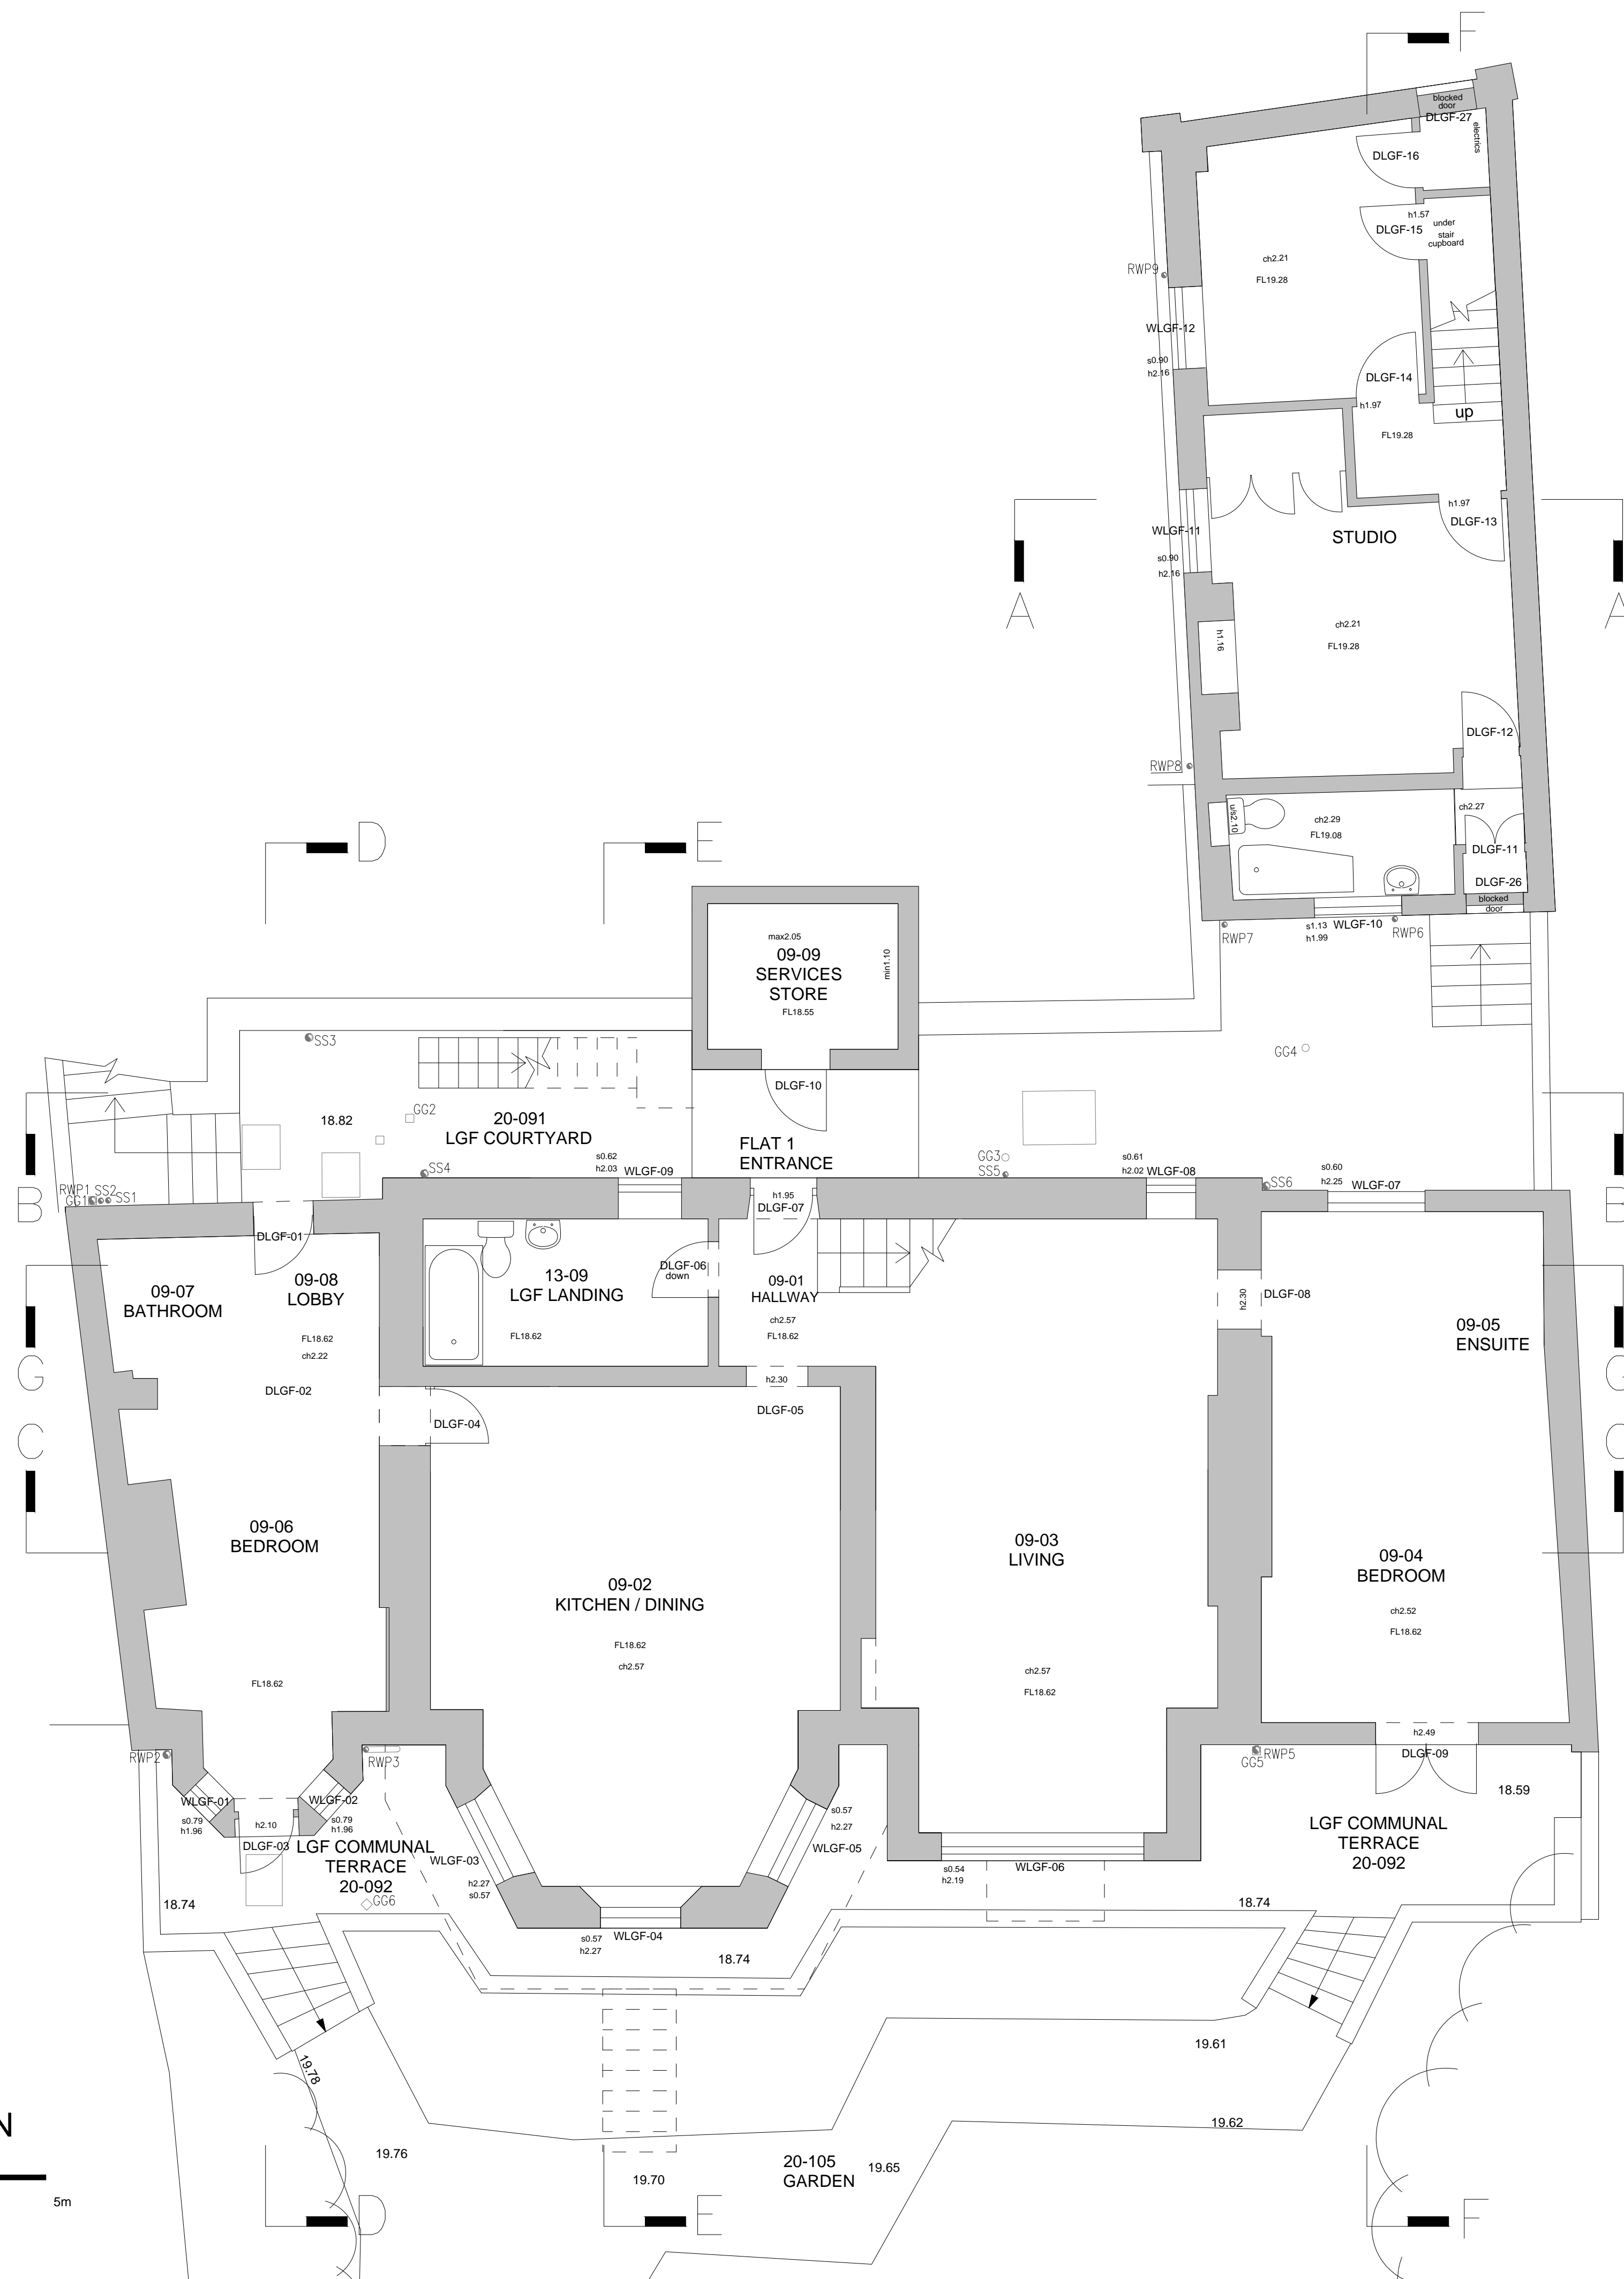 F
blocked
door
DLGF-27
electrics
DLGF-16
h1.57
under
stair
cupboard
DLGF-15
ch2.21
FL19.28
RWP9
WLGF-12
s0.90
h2.16
DLGF-14
h1.97
up
FL19.28
h1.97
DLGF-13
WLGF-11
STUDIO
s0.90
h2.16
A
A
ch2.21
h1.16
FL19.28
DLGF-12
RWP8
u/s2.10
ch2.29
FL19.08
ch2.27
DLGF-11
DLGF-26
blocked
door
D
E
RWP7
s1.13
h1.99
WLGF-10
RWP6
max2.05
09-09
SERVICES
STORE
min1.10
FL18.55
SS3
GG4
DLGF-10
GG2
18.82
20-091
LGF COURTYARD
FLAT 1
ENTRANCE
s0.62
h2.03
WLGF-09
GG3
SS5
s0.61
h2.02
WLGF-08
SS4
s0.60
h2.25
WLGF-07
SS6
B
B
RWP1
SS2
GG1
SS1
h1.95
DLGF-07
DLGF-01
DLGF-06
down
09-07
BATHROOM
09-08
LOBBY
13-09
LGF LANDING
09-01
HALLWAY
h2.30
DLGF-08
ch2.57
FL18.62
FL18.62
FL18.62
ch2.22
09-05
ENSUITE
G
G
h2.30
DLGF-02
DLGF-05
DLGF-04
C
C
09-06
BEDROOM
09-03
LIVING
09-02
KITCHEN / DINING
09-04
BEDROOM
ch2.52
FL18.62
FL18.62
ch2.57
FL18.62
ch2.57
FL18.62
h2.49
DLGF-09
RWP2
RWP3
GG5
RWP5
18.59
WLGF-01
s0.79
h1.96
WLGF-02
s0.79
h1.96
h2.10
DLGF-03
LGF COMMUNAL
TERRACE
20-092
GG6
18.74
WLGF-03
h2.27
s0.57
s0.57
h2.27
WLGF-05
s0.54
h2.19
WLGF-06
LGF COMMUNAL
TERRACE
20-092
18.74
s0.57
h2.27
WLGF-04
18.74
19.78
19.61
19.62
N
19.76
19.70
20-105
GARDEN
19.65
5m
D
E
F